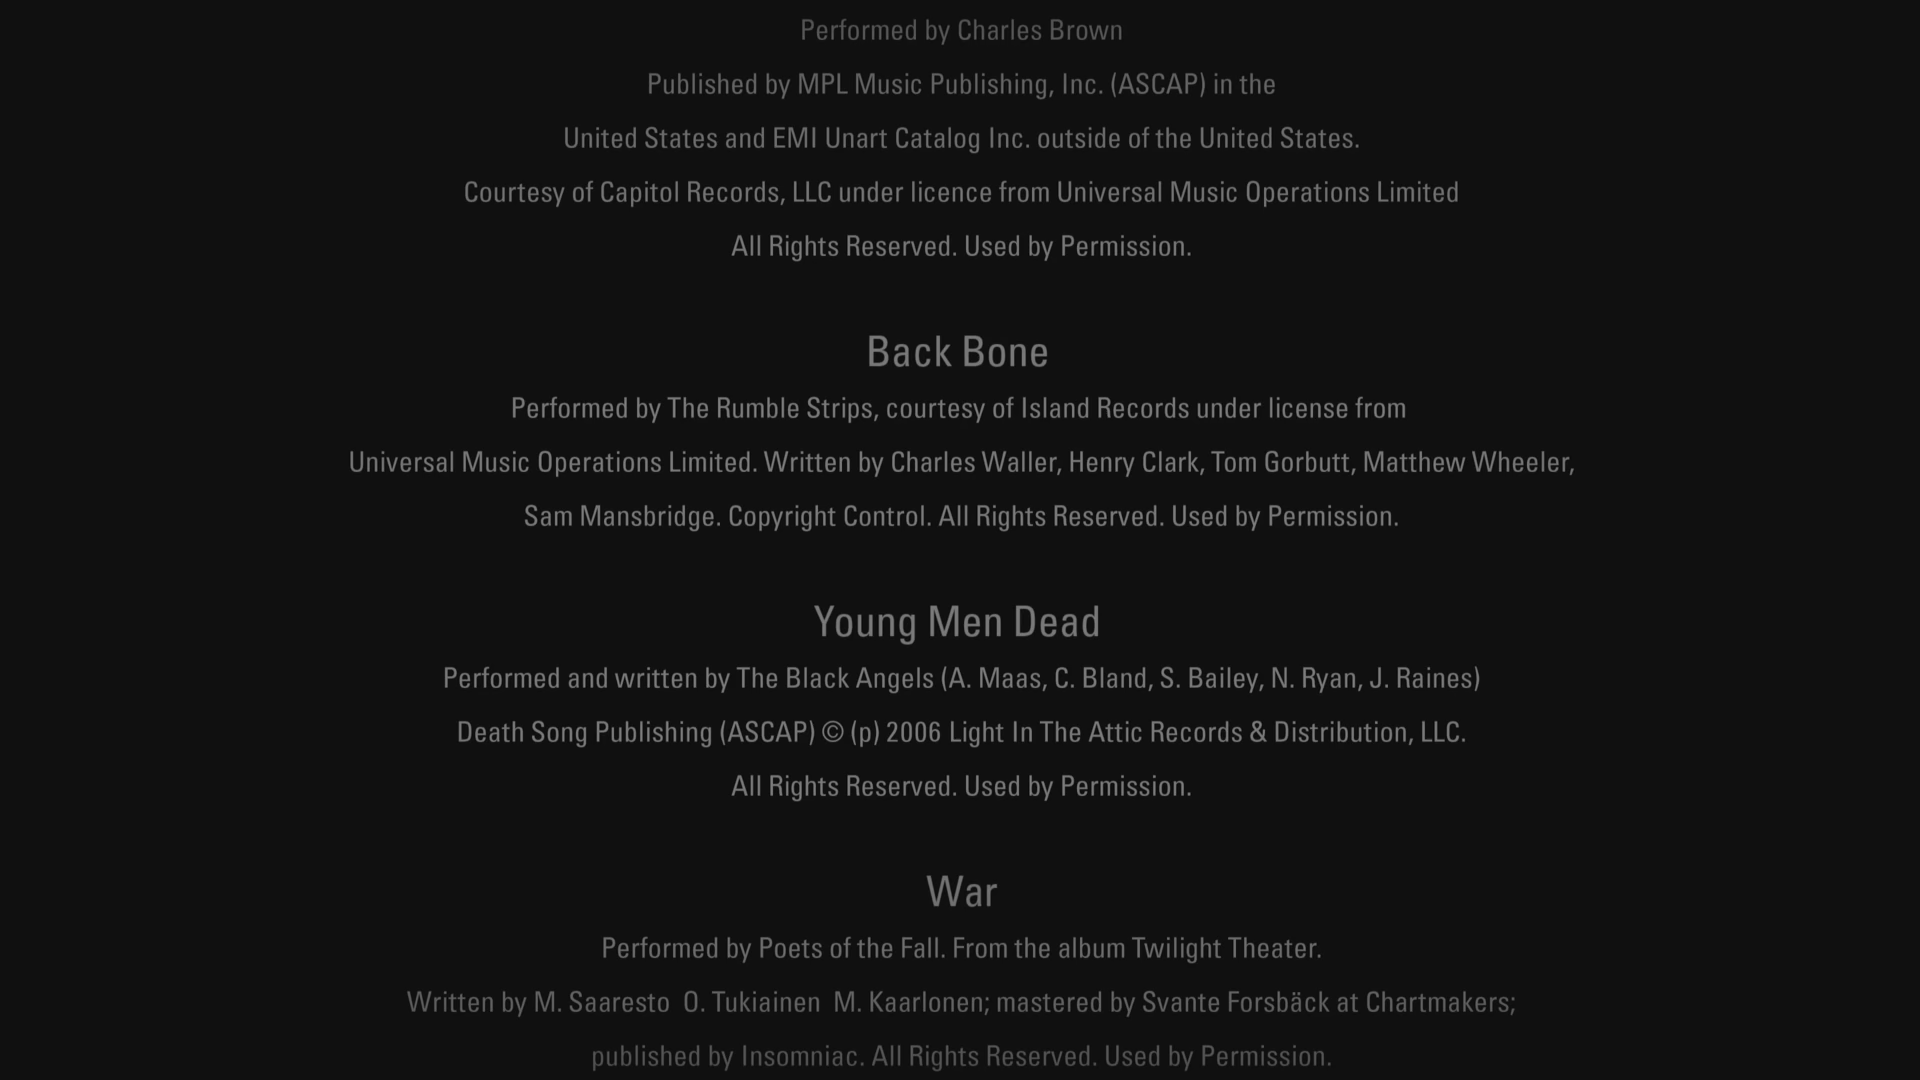 Performed by Charles Brown
Published by MPL Music Publishing, Inc. (ASCAP) in the
United States and EMI Unart Catalog Inc. outside of the United States.
Courtesy of Capitol Records, LLC under licence from Universal Music Operations Limited
All Rights Reserved. Used by Permission.
Back Bone
Performed by The Rumble Strips, courtesy of Island Records under license from
Universal Music Operations Limited. Written by Charles Waller, Henry Clark, Tom Gorbutt, Matthew Wheeler,
Sam Mansbridge. Copyright Control. All Rights Reserved. Used by Permission.
Young Men Dead
Performed and written by The Black Angels (A. Maas, C. Bland, S. Bailey, N. Ryan, J. Raines)
Death Song Publishing (ASCAP) © (p) 2006 Light In The Attic Records & Distribution, LLC.
All Rights Reserved. Used by Permission.
War
Performed by Poets of the Fall. From the album Twilight Theater.
Written by M. Saaresto  O. Tukiainen  M. Kaarlonen; mastered by Svante Forsbäck at Chartmakers;
published by Insomniac. All Rights Reserved. Used by Permission.